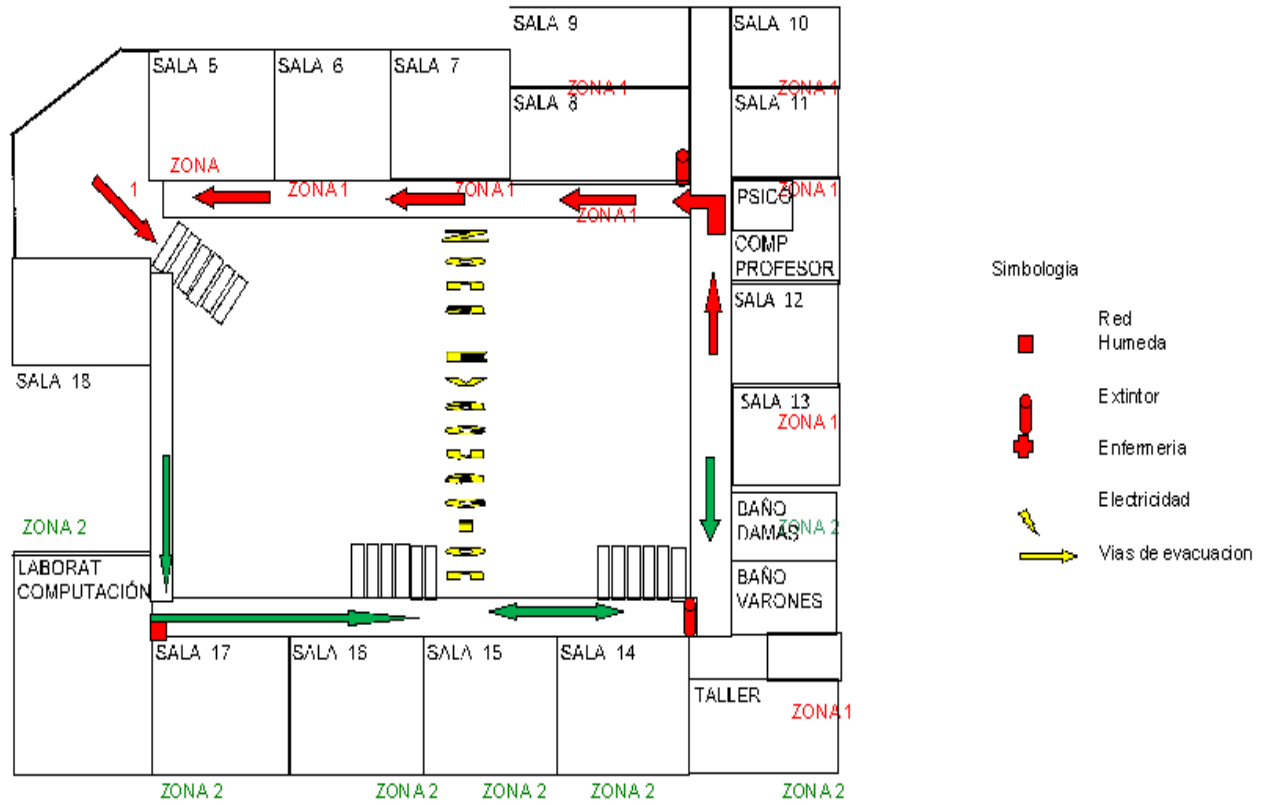 SALA 9
SALA 10
SALA 5
SALA 6
SALA 7
ZONA 1
ZONA 1
SALA 8
SALA 11
ZONA
1
ZONA 1
ZONA 1
ZONA 1
ZONA 1
PSICO
COMP
PROFESOR
SALA 12
SALA 18
SALA 13
ZONA 1
ZONA 2
BAÑO
DAMAS
ZONA 2
LABORAT
COMPUTACIÓN
BAÑO
VARONES
SALA 17
SALA 16
SALA 15
SALA 14
TALLER
ZONA 1
ZONA 2
ZONA 2
ZONA 2
ZONA 2
ZONA 2
Simbologia
Red
Humeda
Extintor
Enfermeria
Electricidad
Vias de evacuacion